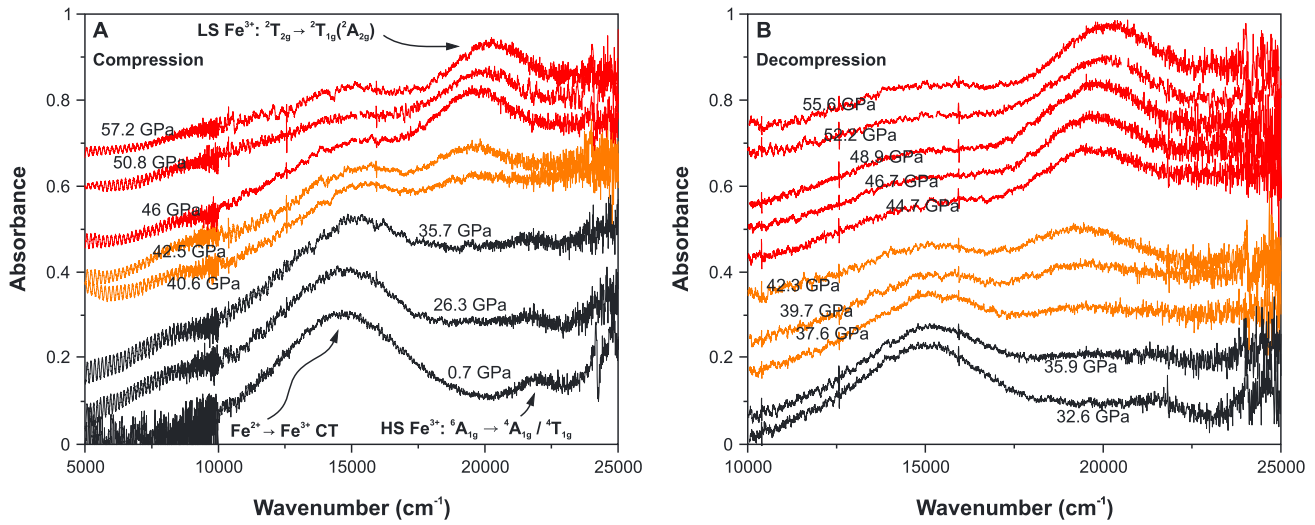 A
Compression
LS Fe³⁺: ²T₂g → ²T₁g(²A₂g)
57.2 GPa
50.8 GPa
46 GPa
42.5 GPa
40.6 GPa
35.7 GPa
26.3 GPa
0.7 GPa
Fe²⁺ → Fe³⁺ CT
HS Fe³⁺: ⁶A₁g → ⁴A₁g / ⁴T₁g
1
0.8
0.6
0.4
0.2
0
5000 10000 15000 20000 25000
Absorbance
Wavenumber (cm⁻¹)
B
Decompression
55.6 GPa
52.2 GPa
48.9 GPa
46.7 GPa
44.7 GPa
42.3 GPa
39.7 GPa
37.6 GPa
35.9 GPa
32.6 GPa
1
0.8
0.6
0.4
0.2
0
10000 15000 20000 25000
Absorbance
Wavenumber (cm⁻¹)